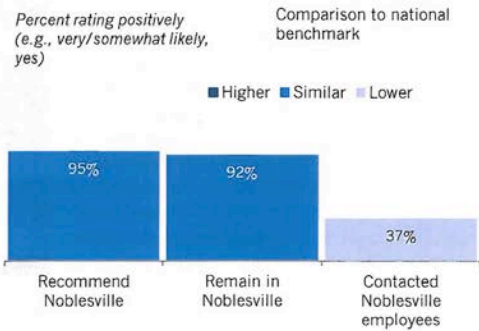 Percent rating positively
(e.g., very/somewhat likely,
yes)
Comparison to national
benchmark
Higher Similar Lower
95%
92%
37%
Recommend
Noblesville
Remain in
Noblesville
Contacted
Noblesville
employees